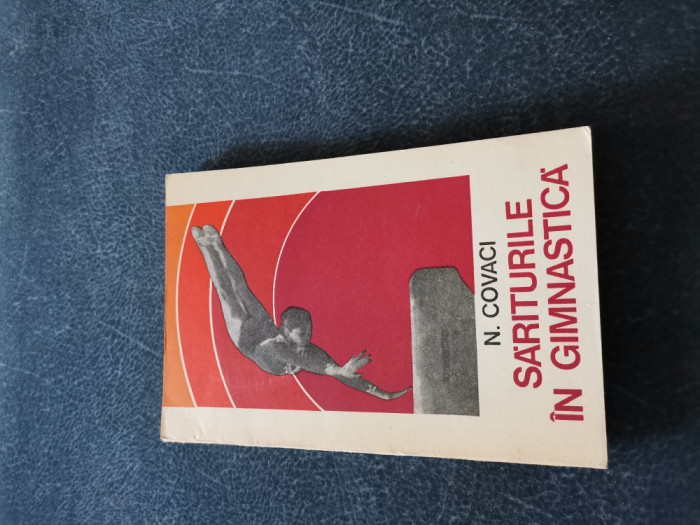 N. COVACI
SĂRITURILE
ÎN GIMNASTICĂ